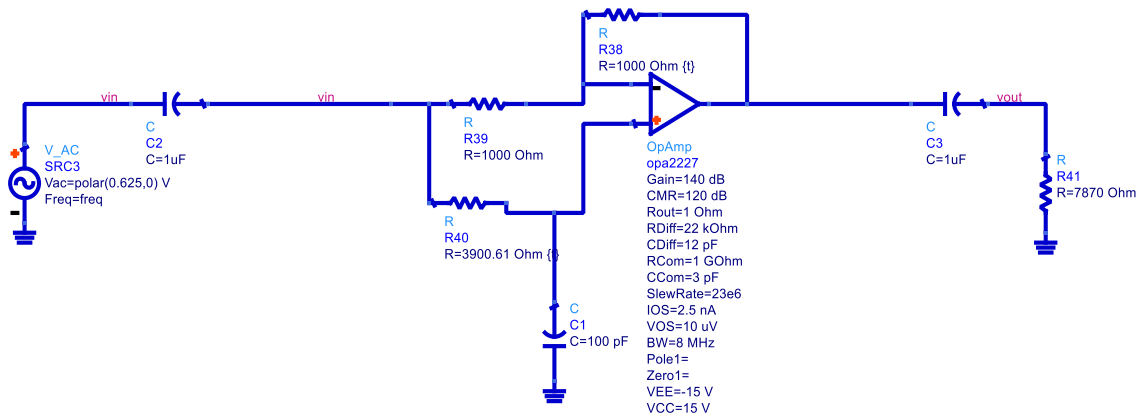 R
R38
R=1000 Ohm {t}
vin
vin
vout
C
C2
C=1uF
R
R39
R=1000 Ohm
C
C3
C=1uF
V_AC
SRC3
Vac=polar(0.625,0) V
Freq=freq
R
R40
R=3900.61 Ohm {t}
OpAmp
opa2227
Gain=140 dB
CMR=120 dB
Rout=1 Ohm
RDiff=22 kOhm
CDiff=12 pF
RCom=1 GOhm
CCom=3 pF
SlewRate=23e6
IOS=2.5 nA
VOS=10 uV
BW=8 MHz
Pole1=
Zero1=
VEE=-15 V
VCC=15 V
R
R41
R=7870 Ohm
C
C1
C=100 pF